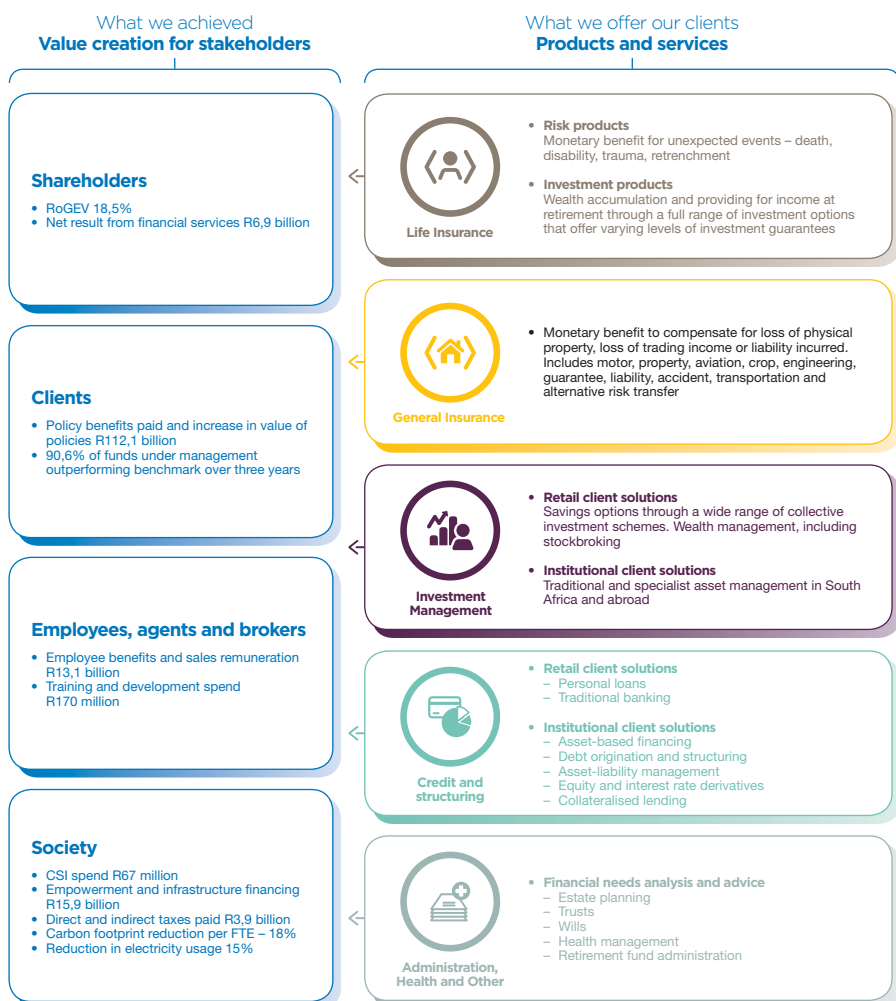 What we achieved
Value creation for stakeholders
Shareholders
• RoGEV 18,5%
• Net result from financial services R6,9 billion
Clients
• Policy benefits paid and increase in value of
policies R112,1 billion
• 90,6% of funds under management
outperforming benchmark over three years
Employees, agents and brokers
• Employee benefits and sales remuneration
R13,1 billion
• Training and development spend
R170 million
Society
• CSI spend R67 million
• Empowerment and infrastructure financing
R15,9 billion
• Direct and indirect taxes paid R3,9 billion
• Carbon footprint reduction per FTE – 18%
• Reduction in electricity usage 15%
What we offer our clients
Products and services
Life Insurance
• Risk products
Monetary benefit for unexpected events – death,
disability, trauma, retrenchment
• Investment products
Wealth accumulation and providing for income at
retirement through a full range of investment options
that offer varying levels of investment guarantees
General Insurance
• Monetary benefit to compensate for loss of physical
property, loss of trading income or liability incurred.
Includes motor, property, aviation, crop, engineering,
guarantee, liability, accident, transportation and
alternative risk transfer
Investment
Management
• Retail client solutions
Savings options through a wide range of collective
investment schemes. Wealth management, including
stockbroking
• Institutional client solutions
Traditional and specialist asset management in South
Africa and abroad
Credit and
structuring
• Retail client solutions
– Personal loans
– Traditional banking
• Institutional client solutions
– Asset-based financing
– Debt origination and structuring
– Asset-liability management
– Equity and interest rate derivatives
– Collateralised lending
Administration,
Health and Other
• Financial needs analysis and advice
– Estate planning
– Trusts
– Wills
– Health management
– Retirement fund administration